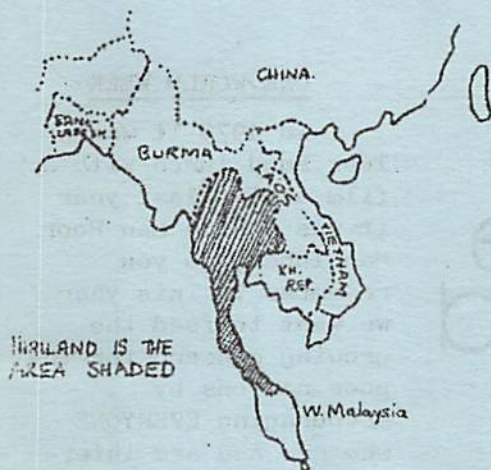 CHINA.
BANG-
LADESH
BURMA
LAOS
VIETNAM
KH.
REP.
THAILAND IS THE
AREA SHADED
W. Malaysia